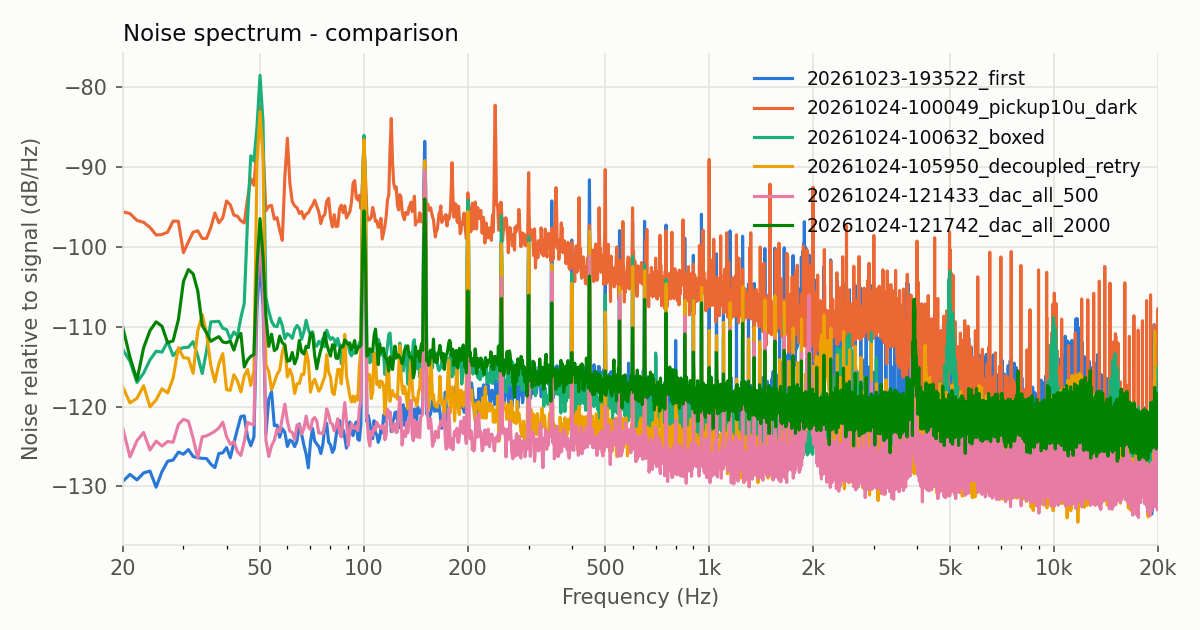 Noise spectrum - comparison
Noise relative to signal (dB/Hz)
−80
−90
−100
−110
−120
−130
20261023-193522_first
20261024-100049_pickup10u_dark
20261024-100632_boxed
20261024-105950_decoupled_retry
20261024-121433_dac_all_500
20261024-121742_dac_all_2000
20 50 100 200 500 1k 2k 5k 10k 20k
Frequency (Hz)